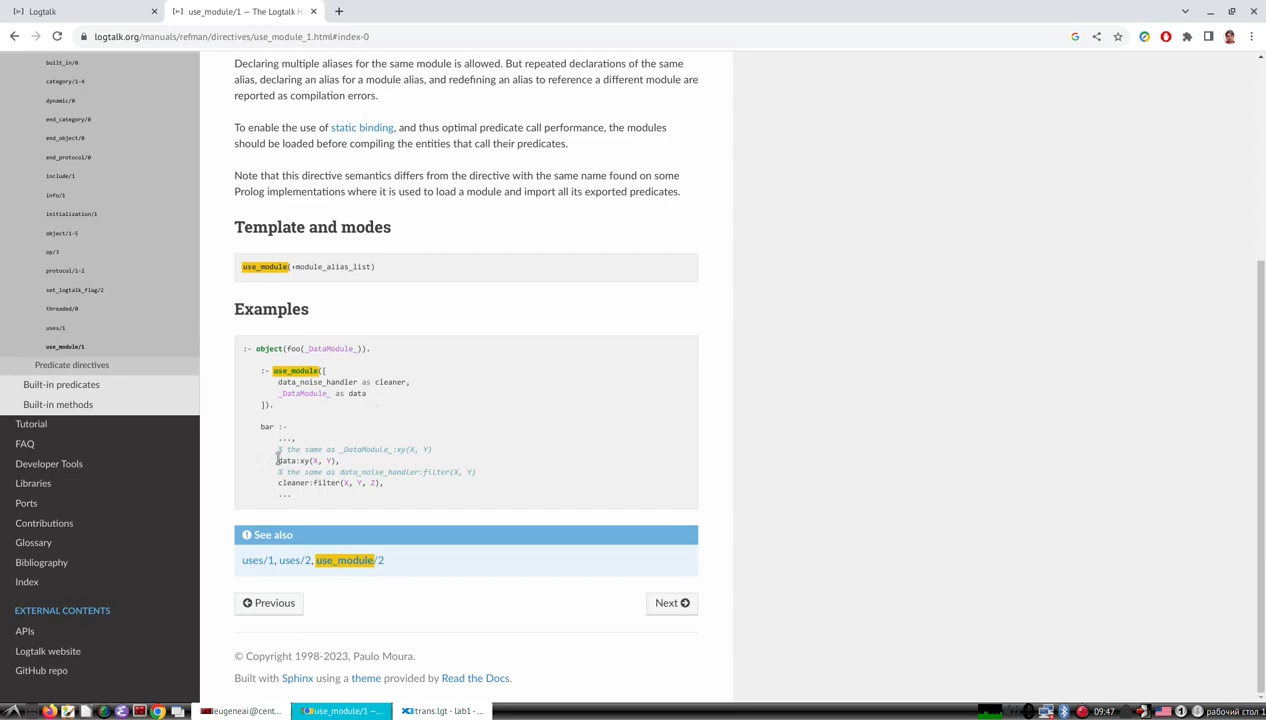 Logtalk
use_module/1 — The Logtalk H
logtalk.org/manuals/refman/directives/use_module_1.html#index-0
built_in/0
category/1-4
dynamic/0
end_category/0
end_object/0
end_protocol/0
include/1
info/1
initialization/1
object/1-5
op/3
protocol/1-2
set_logtalk_flag/2
threaded/0
uses/1
use_module/1
Predicate directives
Built-in predicates
Built-in methods
Tutorial
FAQ
Developer Tools
Libraries
Ports
Contributions
Glossary
Bibliography
Index
EXTERNAL CONTENTS
APIs
Logtalk website
GitHub repo
Declaring multiple aliases for the same module is allowed. But repeated declarations of the same
alias, declaring an alias for a module alias, and redefining an alias to reference a different module are
reported as compilation errors.
To enable the use of static binding, and thus optimal predicate call performance, the modules
should be loaded before compiling the entities that call their predicates.
Note that this directive semantics differs from the directive with the same name found on some
Prolog implementations where it is used to load a module and import all its exported predicates.
Template and modes
use_module(+module_alias_list)
Examples
:- object(foo(_DataModule_)).
:- use_module([
data_noise_handler as cleaner,
_DataModule_ as data
]).
bar :-
...,
% the same as _DataModule_:xy(X, Y)
data:xy(X, Y),
% the same as data_noise_handler:filter(X, Y)
cleaner:filter(X, Y, Z),
...
See also
uses/1, uses/2, use_module/2
Previous
Next
© Copyright 1998-2023, Paulo Moura.
Built with Sphinx using a theme provided by Read the Docs.
eugeneai@cent...
use_module/1 –...
trans.lgt - lab1 -...
09:47
1
рабочий стол 1